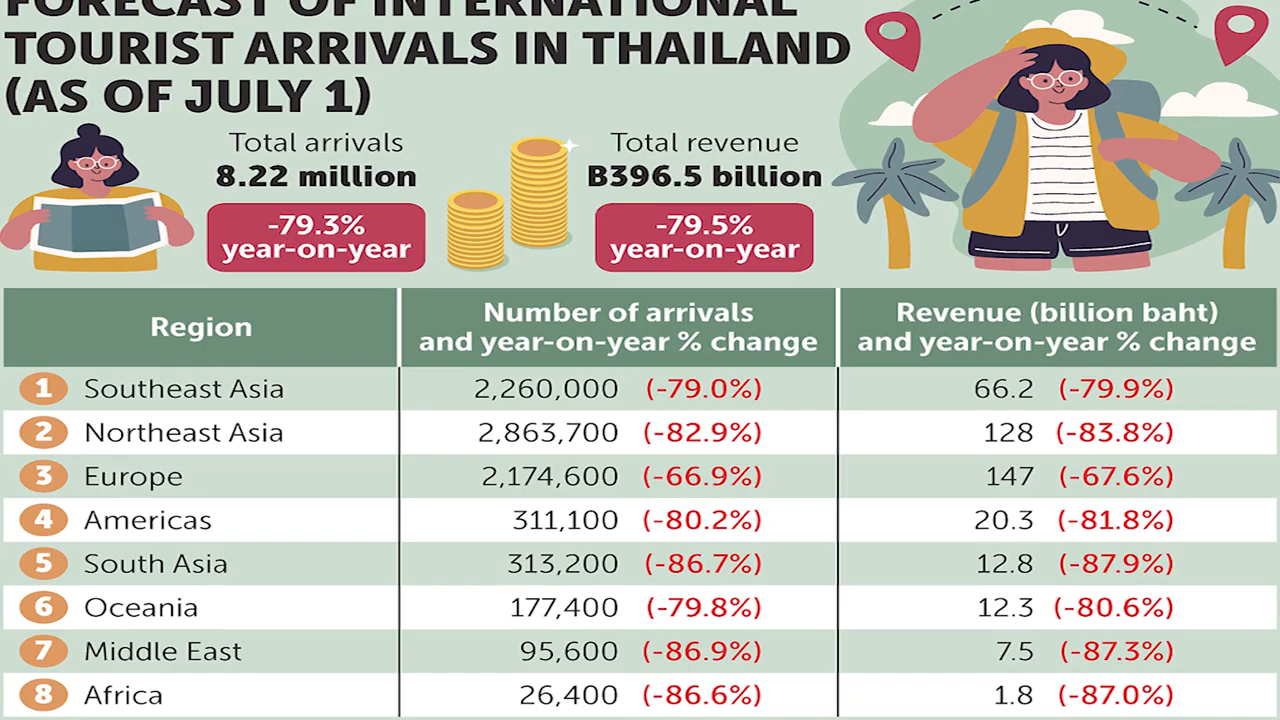 FORECAST OF INTERNATIONAL
TOURIST ARRIVALS IN THAILAND
(AS OF JULY 1)
Total arrivals
8.22 million
-79.3%
year-on-year
Total revenue
B396.5 billion
-79.5%
year-on-year
Region
Number of arrivals
and year-on-year % change
Revenue (billion baht)
and year-on-year % change
1 Southeast Asia 2,260,000 (-79.0%) 66.2 (-79.9%)
2 Northeast Asia 2,863,700 (-82.9%) 128 (-83.8%)
3 Europe 2,174,600 (-66.9%) 147 (-67.6%)
4 Americas 311,100 (-80.2%) 20.3 (-81.8%)
5 South Asia 313,200 (-86.7%) 12.8 (-87.9%)
6 Oceania 177,400 (-79.8%) 12.3 (-80.6%)
7 Middle East 95,600 (-86.9%) 7.5 (-87.3%)
8 Africa 26,400 (-86.6%) 1.8 (-87.0%)